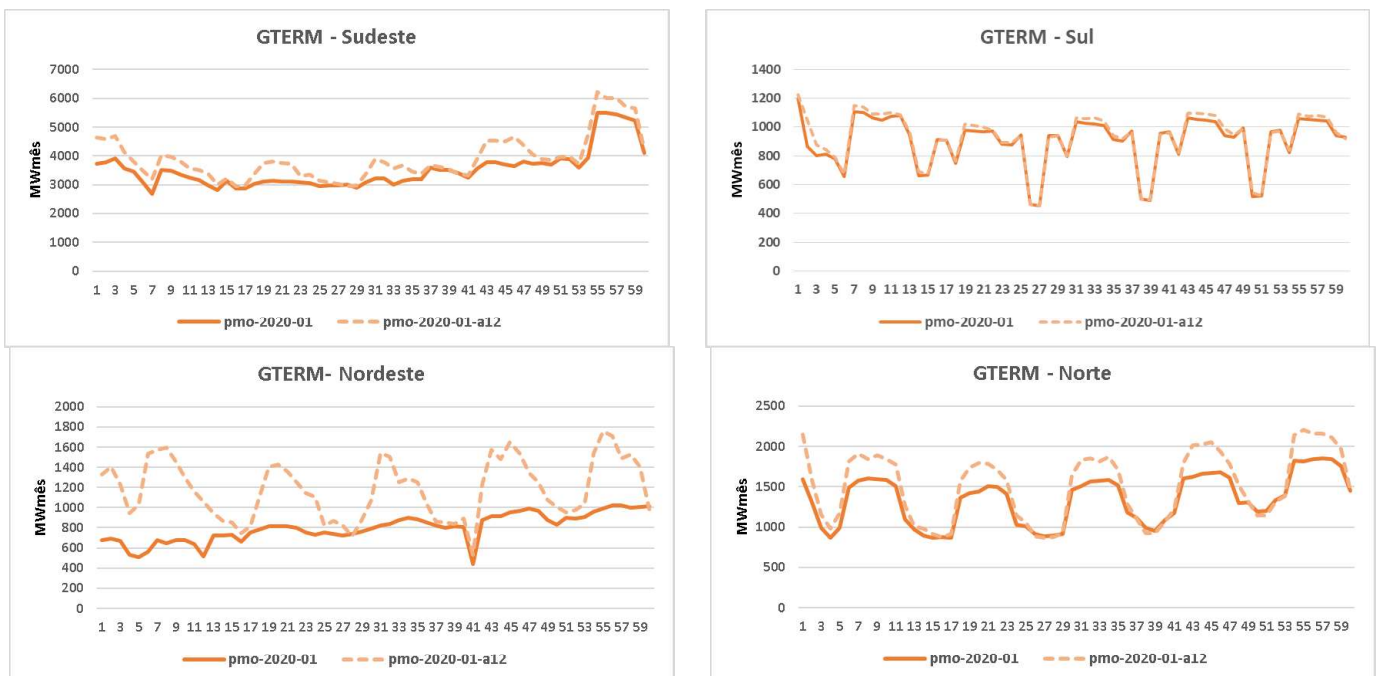 GTERM - Sudeste
7000
6000
5000
4000
3000
2000
1000
0
MWmês
1 3 5 7 9 11 13 15 17 19 21 23 25 27 29 31 33 35 37 39 41 43 45 47 49 51 53 55 57 59
pmo-2020-01 pmo-2020-01-a12
GTERM - Sul
1400
1200
1000
800
600
400
200
0
MWmês
1 3 5 7 9 11 13 15 17 19 21 23 25 27 29 31 33 35 37 39 41 43 45 47 49 51 53 55 57 59
pmo-2020-01 pmo-2020-01-a12
GTERM- Nordeste
2000
1800
1600
1400
1200
1000
800
600
400
200
0
MWmês
1 3 5 7 9 11 13 15 17 19 21 23 25 27 29 31 33 35 37 39 41 43 45 47 49 51 53 55 57 59
pmo-2020-01 pmo-2020-01-a12
GTERM - Norte
2500
2000
1500
1000
500
0
MWmês
1 3 5 7 9 11 13 15 17 19 21 23 25 27 29 31 33 35 37 39 41 43 45 47 49 51 53 55 57 59
pmo-2020-01 pmo-2020-01-a12